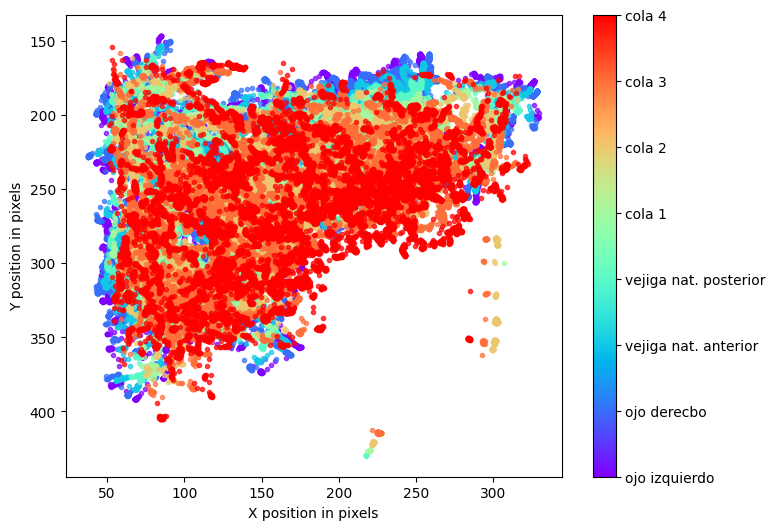 150
200
250
300
350
400
Y position in pixels
50
100
150
200
250
300
X position in pixels
cola 4
cola 3
cola 2
cola 1
vejiga nat. posterior
vejiga nat. anterior
ojo derecbo
ojo izquierdo